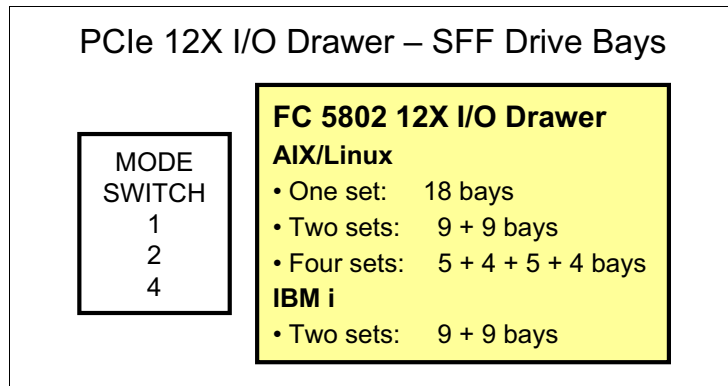 PCIe 12X I/O Drawer – SFF Drive Bays
MODE
SWITCH
1
2
4
FC 5802 12X I/O Drawer
AIX/Linux
• One set: 18 bays
• Two sets: 9 + 9 bays
• Four sets: 5 + 4 + 5 + 4 bays
IBM i
• Two sets: 9 + 9 bays